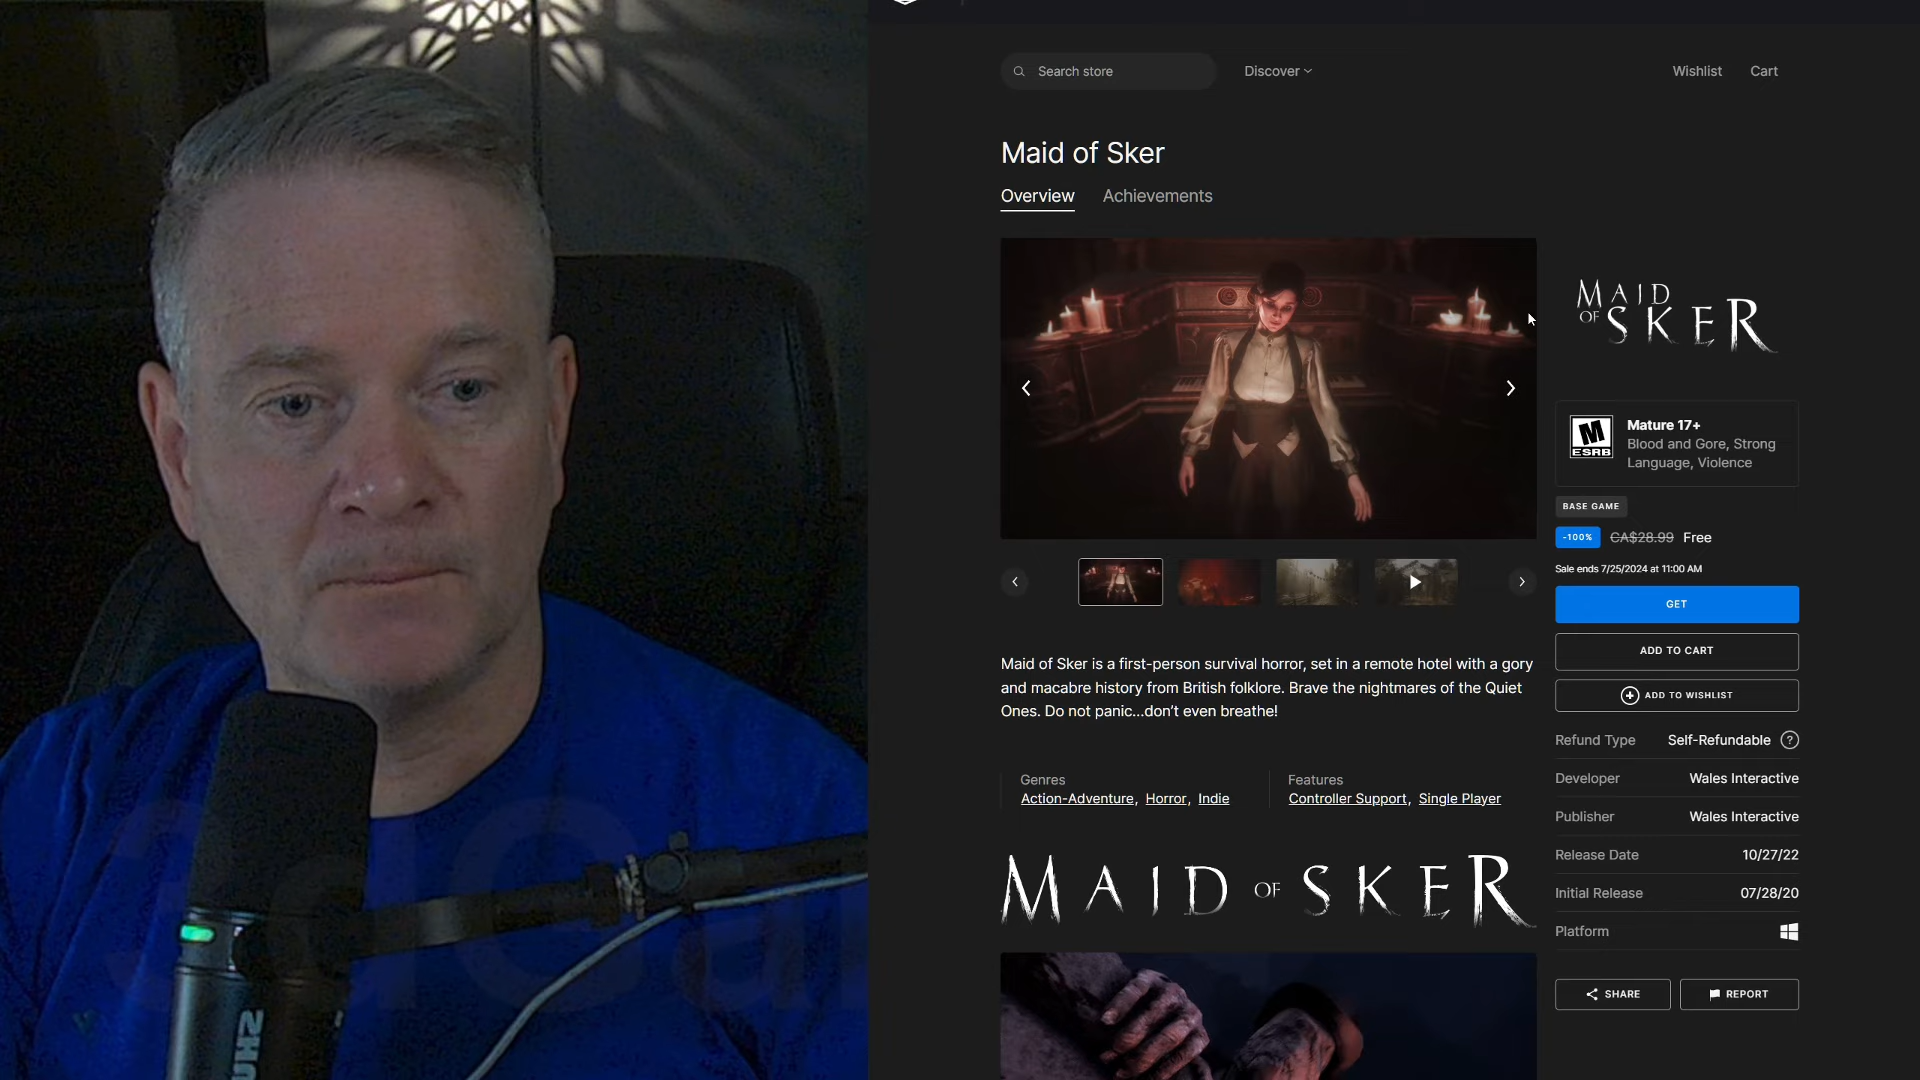 Search store
Discover
Wishlist
Cart
Maid of Sker
Overview
Achievements
MAID OF SKER
M
ESRB
Mature 17+
Blood and Gore, Strong
Language, Violence
BASE GAME
-100% CA$28.99 Free
Sale ends 7/25/2024 at 11:00 AM
GET
ADD TO CART
ADD TO WISHLIST
Maid of Sker is a first-person survival horror, set in a remote hotel with a gory
and macabre history from British folklore. Brave the nightmares of the Quiet
Ones. Do not panic...don't even breathe!
Genres
Action-Adventure, Horror, Indie
Features
Controller Support, Single Player
Refund Type Self-Refundable ?
Developer Wales Interactive
Publisher Wales Interactive
Release Date 10/27/22
Initial Release 07/28/20
Platform
SHARE
REPORT
MAID OF SKER